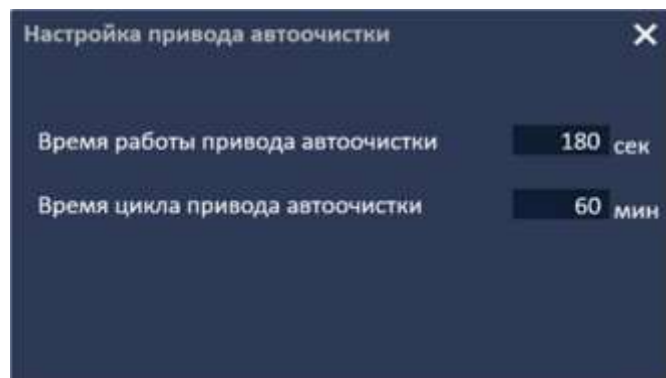 Настройка привода автоочистки
Время работы привода автоочистки 180 сек
Время цикла привода автоочистки 60 мин